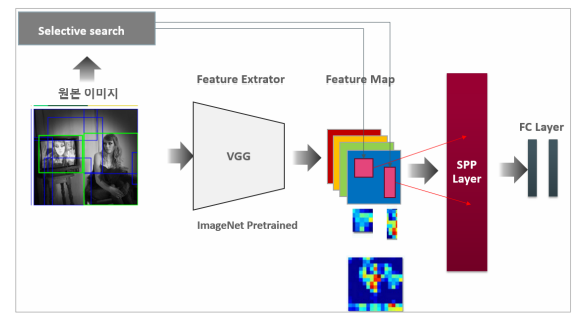 Selective search
원본 이미지
Feature Extrator
Feature Map
FC Layer
VGG
SPP
Layer
ImageNet Pretrained